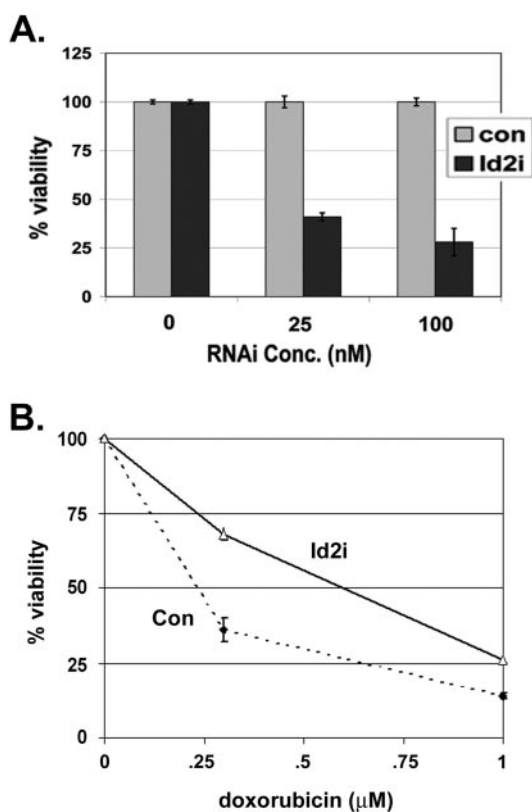 A.
125
100
75
50
25
0
% viability
con
Id2i
0 25 100
RNAi Conc. (nM)
B.
100
75
50
25
0
% viability
Id2i
Con
0 .25 .5 .75 1
doxorubicin (μM)